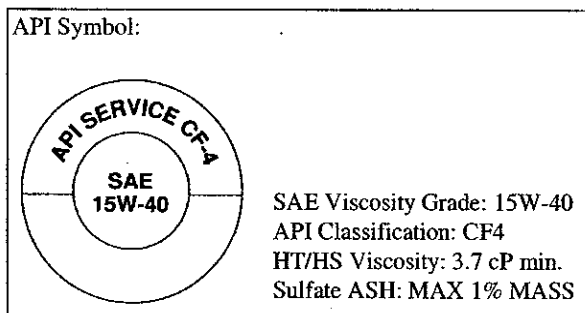 API Symbol:
API SERVICE CF-4
SAE
15W-40
SAE Viscosity Grade: 15W-40
API Classification: CF4
HT/HS Viscosity: 3.7 cP min.
Sulfate ASH: MAX 1% MASS